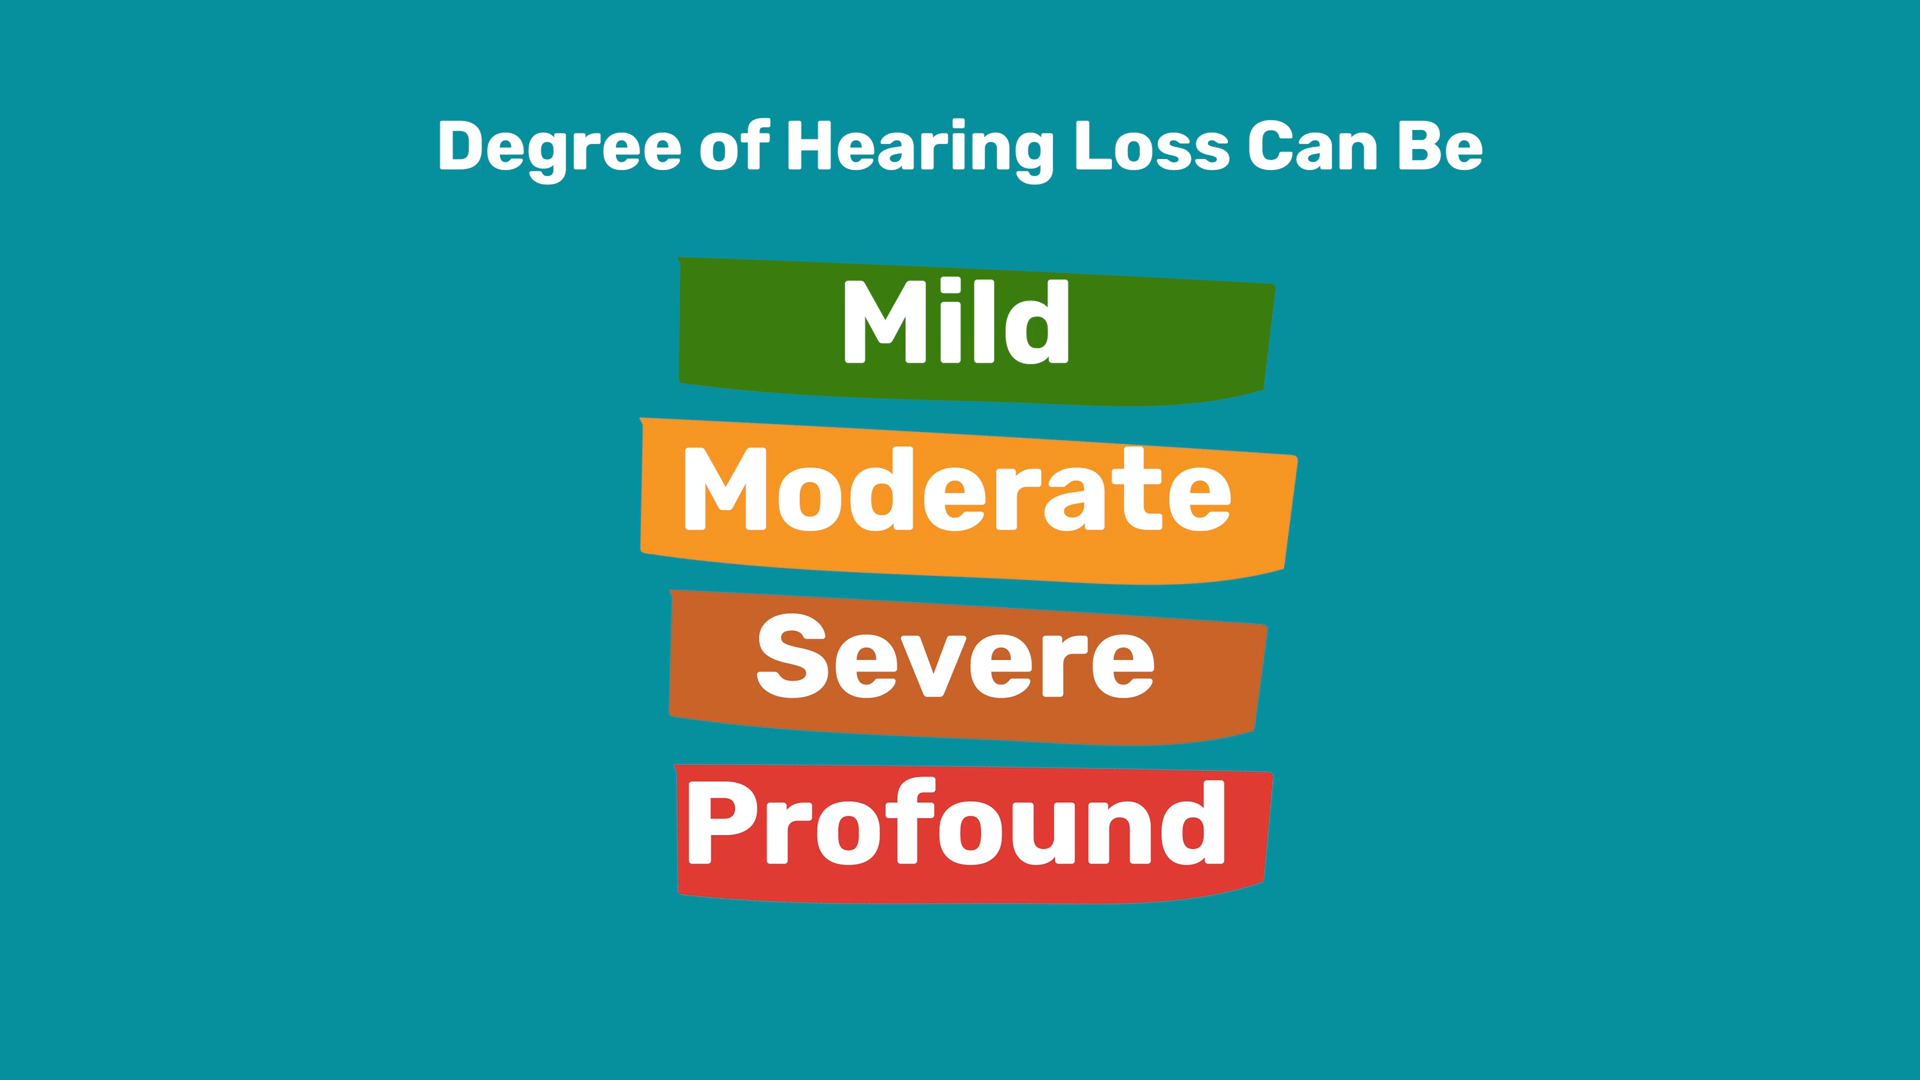 Degree of Hearing Loss Can Be
Mild
Moderate
Severe
Profound